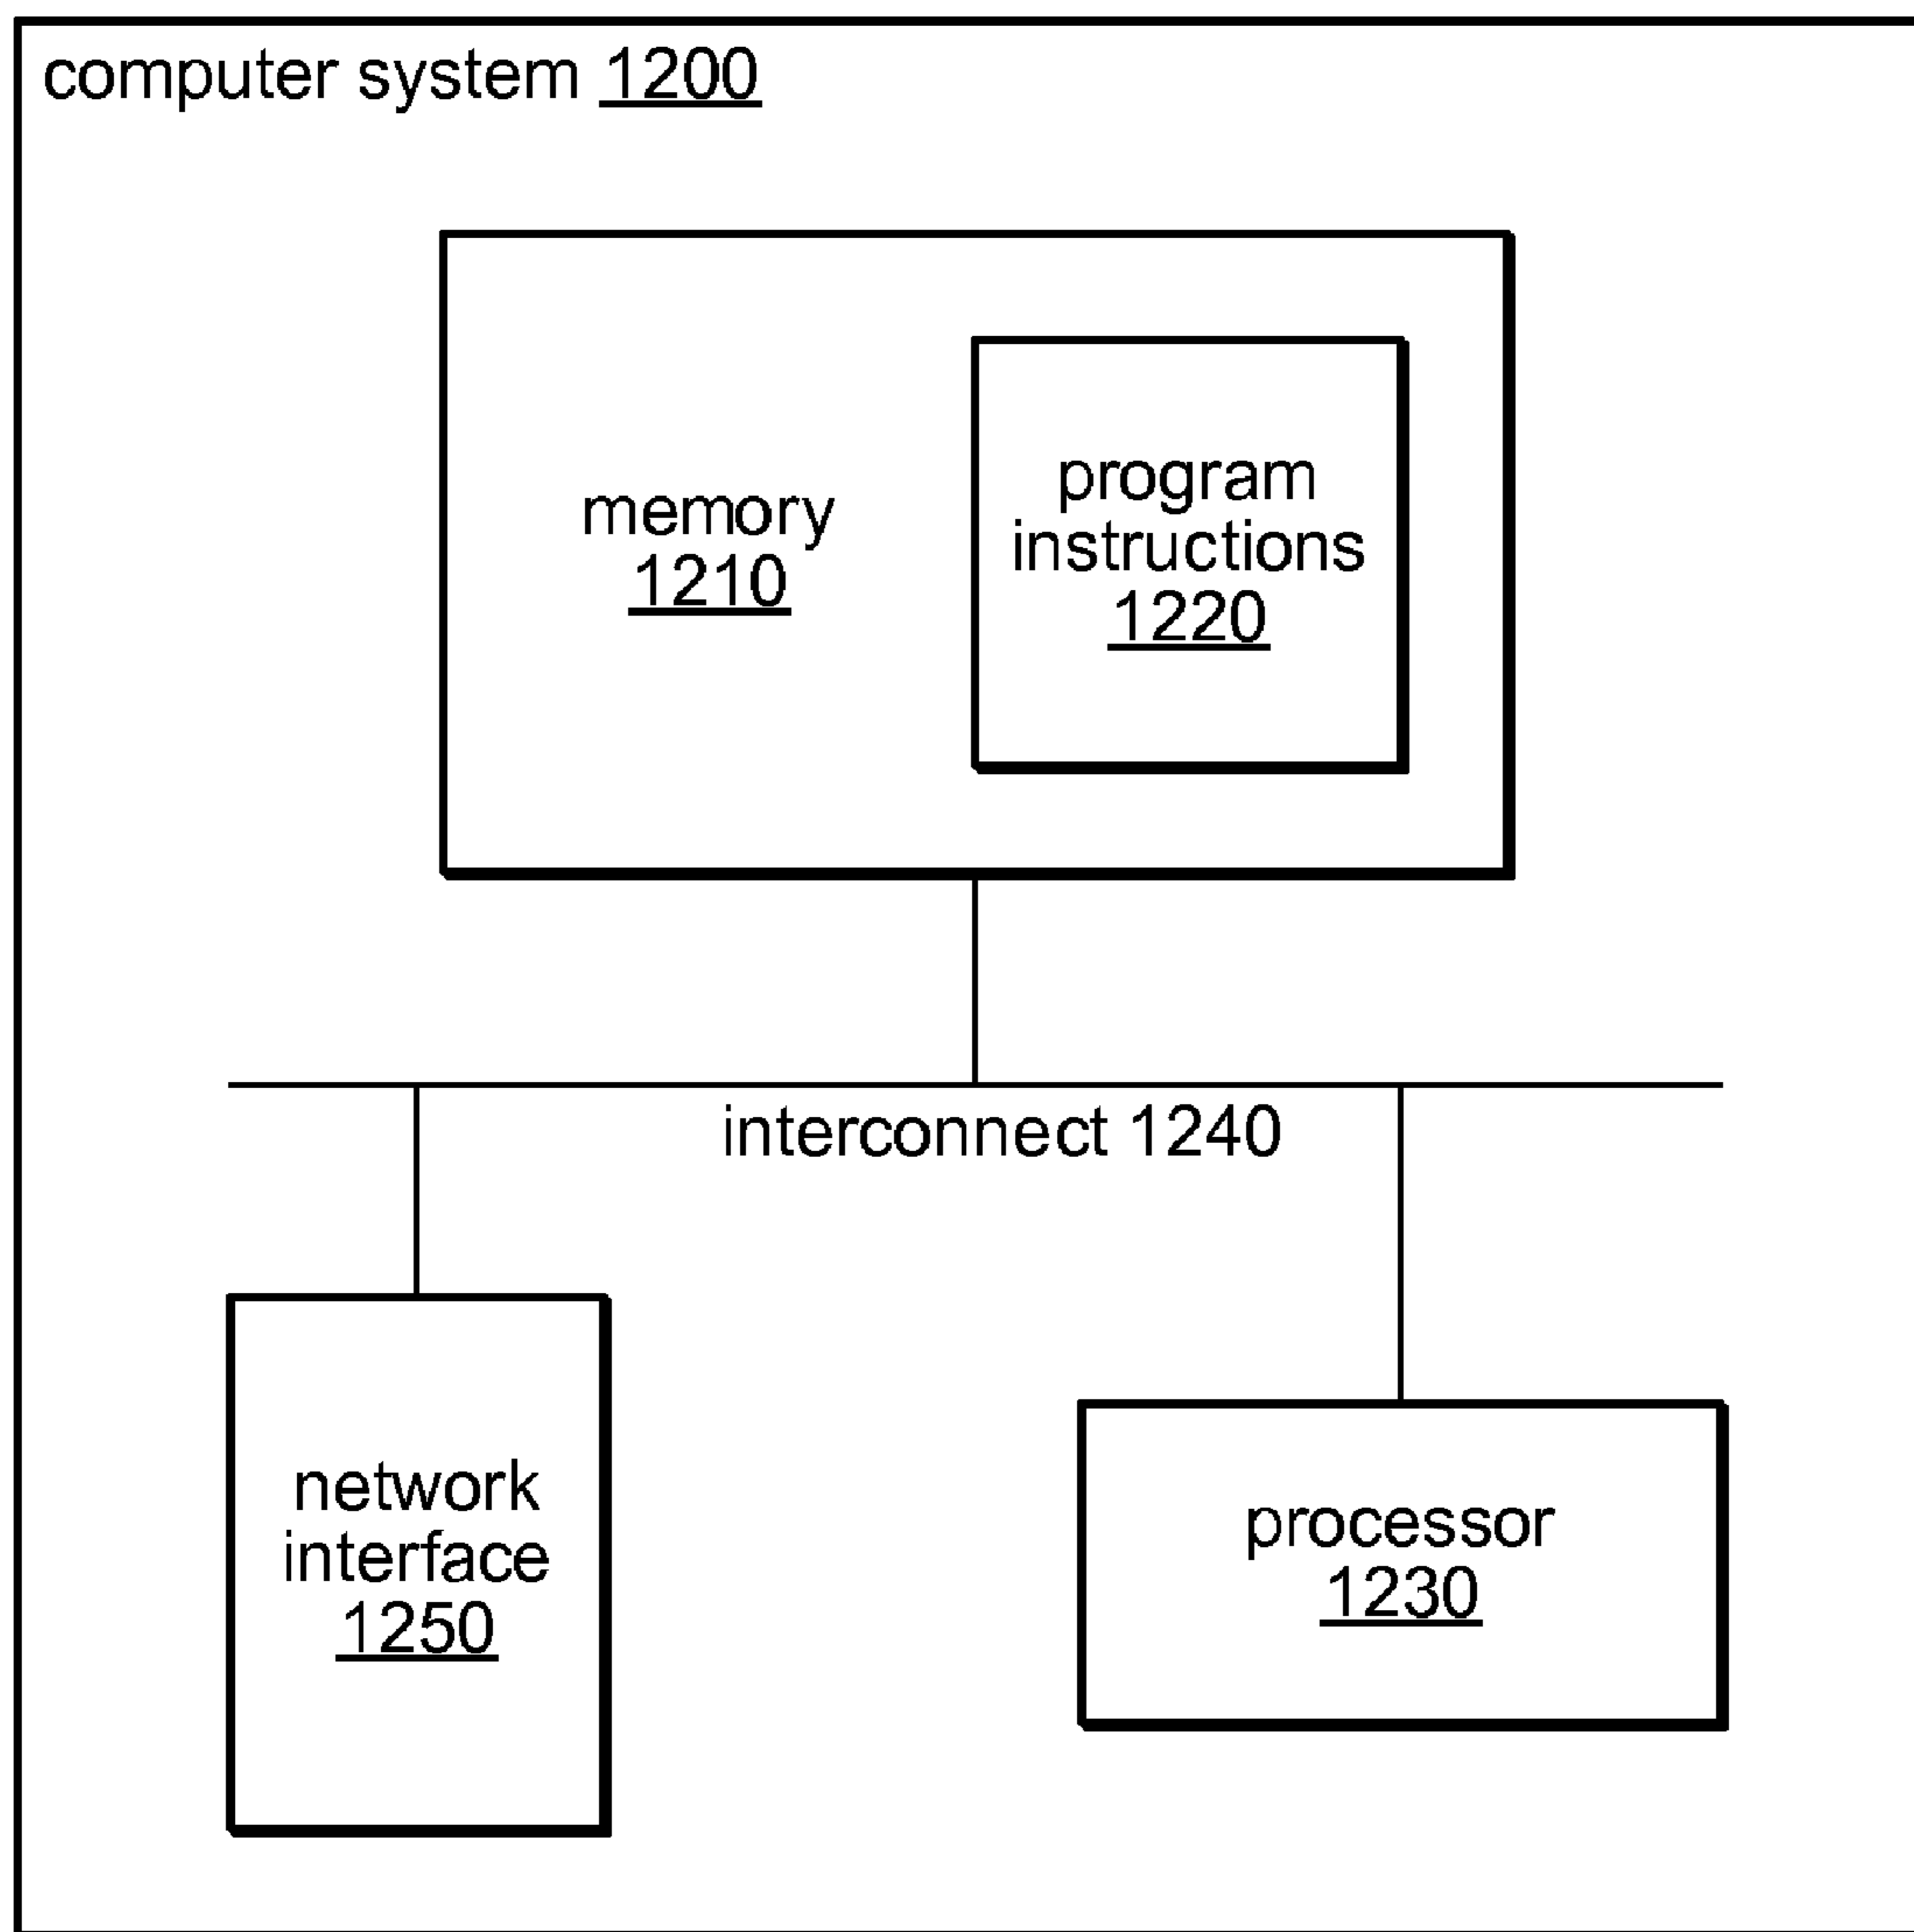 computer system 1200
memory
1210
program
instructions
1220
interconnect 1240
network
interface
1250
processor
1230